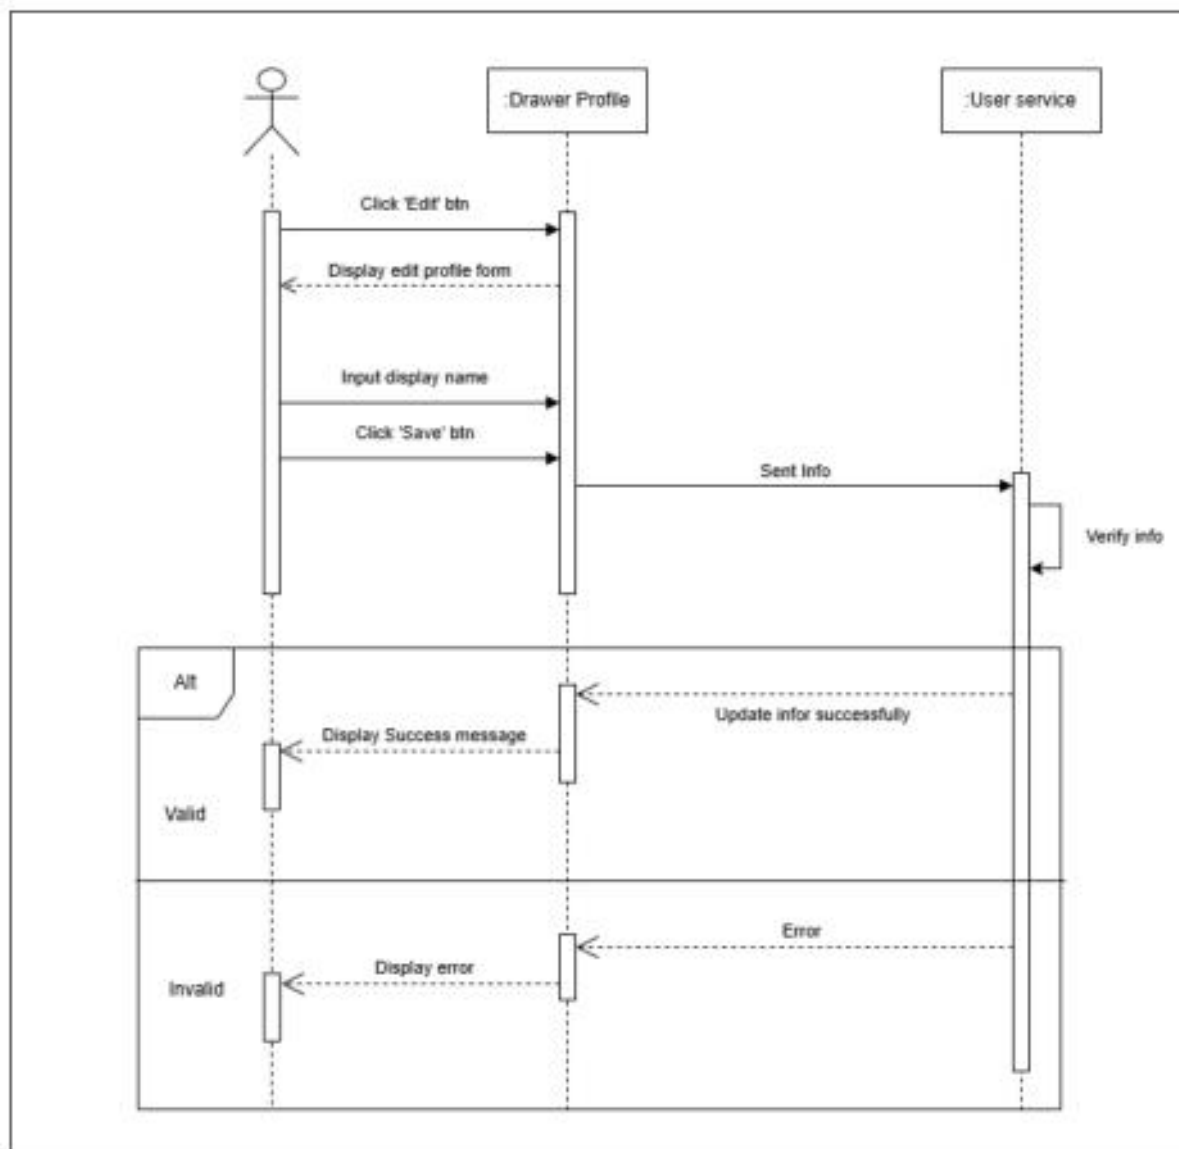 :Drawer Profile
:User service
Click 'Edit' btn
Display edit profile form
Input display name
Click 'Save' btn
Sent Info
Verify info
Alt
Update infor successfully
Display Success message
Valid
Error
Display error
Invalid